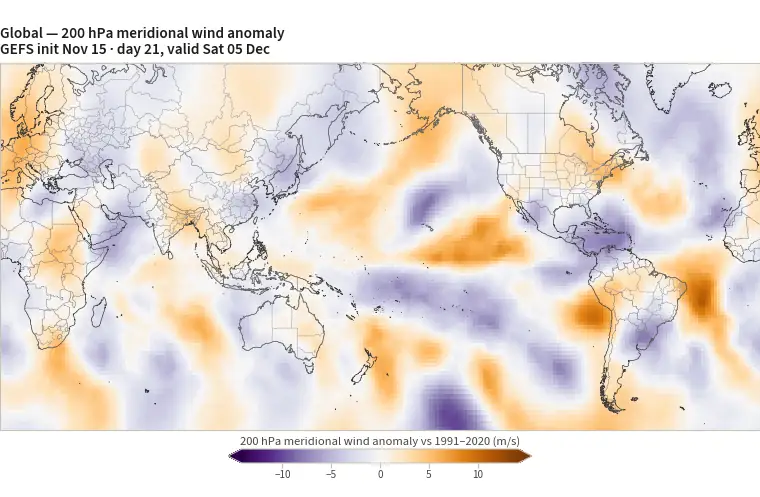 Global — 200 hPa meridional wind anomaly
GEFS init Nov 15 · day 21, valid Sat 05 Dec
200 hPa meridional wind anomaly vs 1991–2020 (m/s)
−10 −5 0 5 10